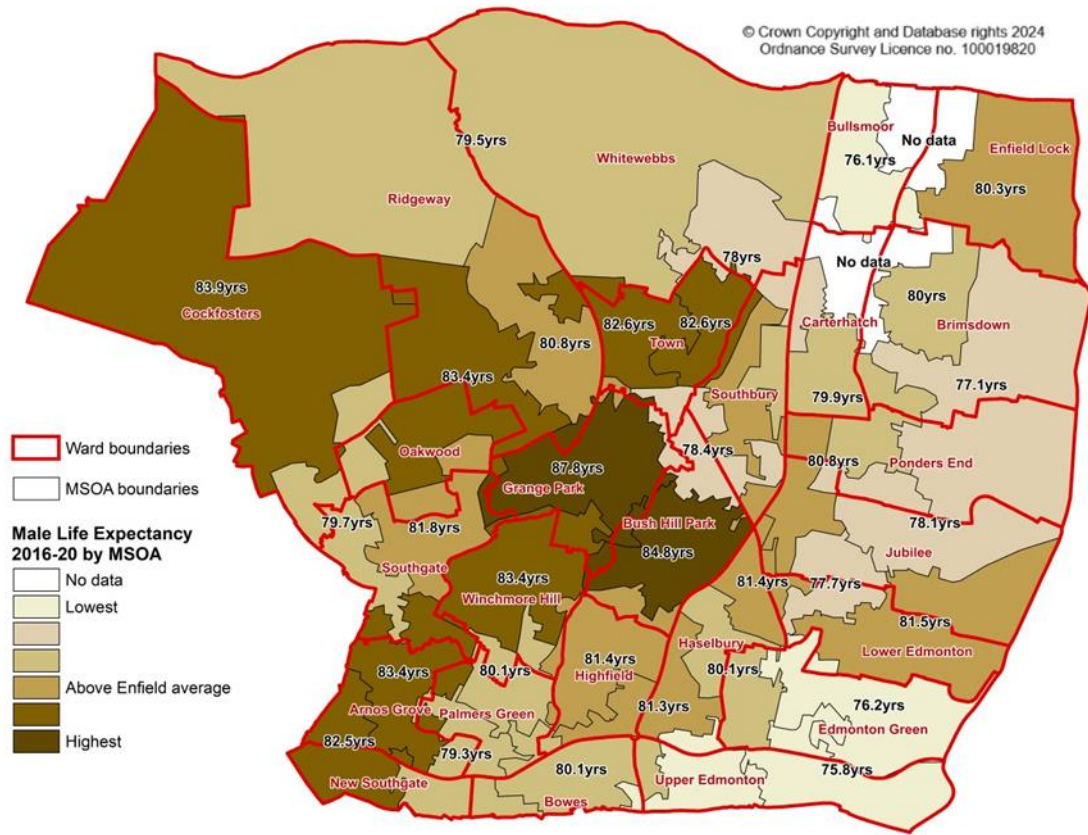 © Crown Copyright and Database rights 2024
Ordnance Survey Licence no. 100019820
Bullsmoor
76.1yrs
No data
Enfield Lock
80.3yrs
79.5yrs
Whitewebbs
Ridgeway
78yrs
No data
83.9yrs
Cockfosters
82.6yrs
82.6yrs
Town
80yrs
Carterhatch
Brimsdown
80.8yrs
83.4yrs
Southbury
79.9yrs
77.1yrs
Oakwood
78.4yrs
87.8yrs
Grange Park
80.8yrs
Ponders End
79.7yrs
81.8yrs
Bush Hill Park
84.8yrs
78.1yrs
Jubilee
Southgate
83.4yrs
Winchmore Hill
81.4yrs
77.7yrs
81.5yrs
Lower Edmonton
Haselbury
83.4yrs
80.1yrs
81.4yrs
Highfield
80.1yrs
Arnos Grove
Palmers Green
81.3yrs
76.2yrs
Edmonton Green
82.5yrs
79.3yrs
New Southgate
80.1yrs
Bowes
Upper Edmonton
75.8yrs
Ward boundaries
MSOA boundaries
Male Life Expectancy
2016-20 by MSOA
No data
Lowest
Above Enfield average
Highest